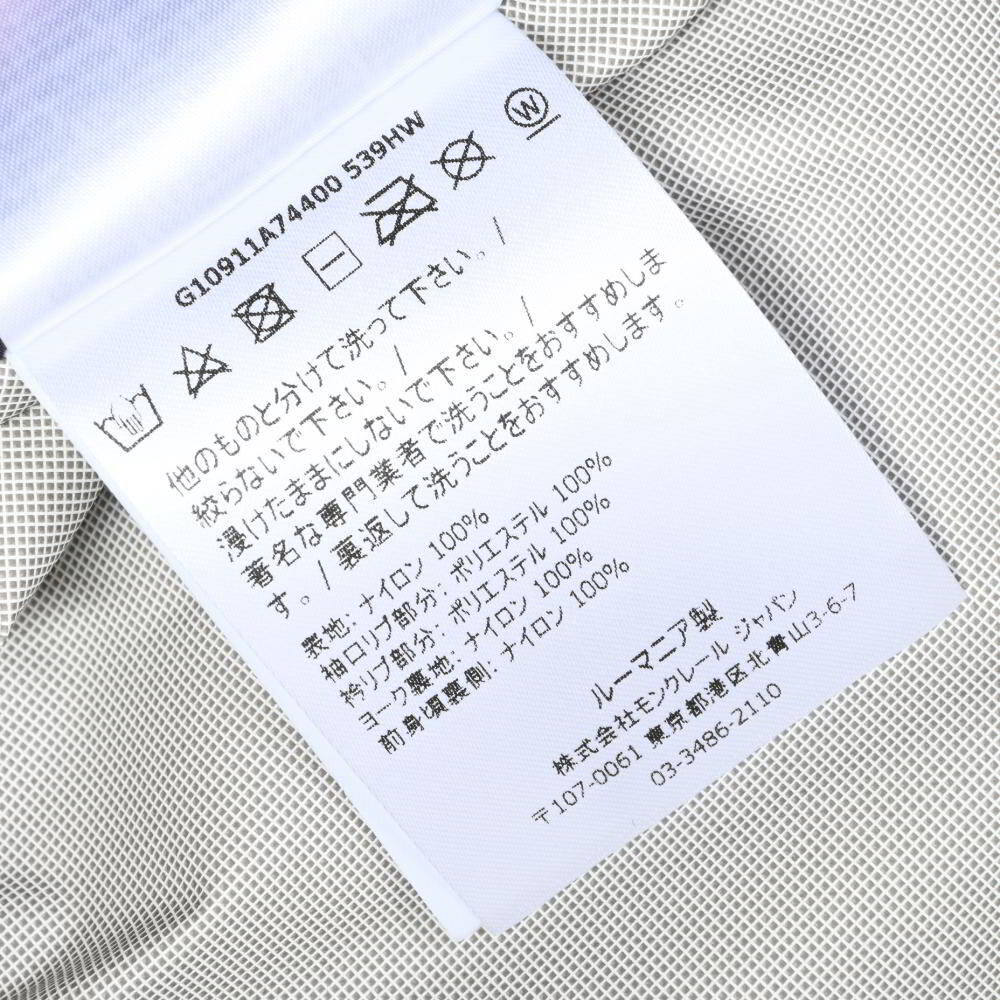 G10911A74400 539HW
W
他のものと分けて洗って下さい。/
絞らないで下さい。/
浸けたままにしないで下さい。/
著名な専門業者で洗うことをおすすめしま
す。/ 裏返して洗うことをおすすめします。
表地: ナイロン 100%
袖口リブ部分: ポリエステル 100%
衿リブ部分: ポリエステル 100%
ヨーク裏地: ナイロン 100%
前身頃裏側: ナイロン 100%
ルーマニア製
株式会社モンクレール ジャパン
〒107-0061 東京都港区北青山3-6-7
03-3486-2110